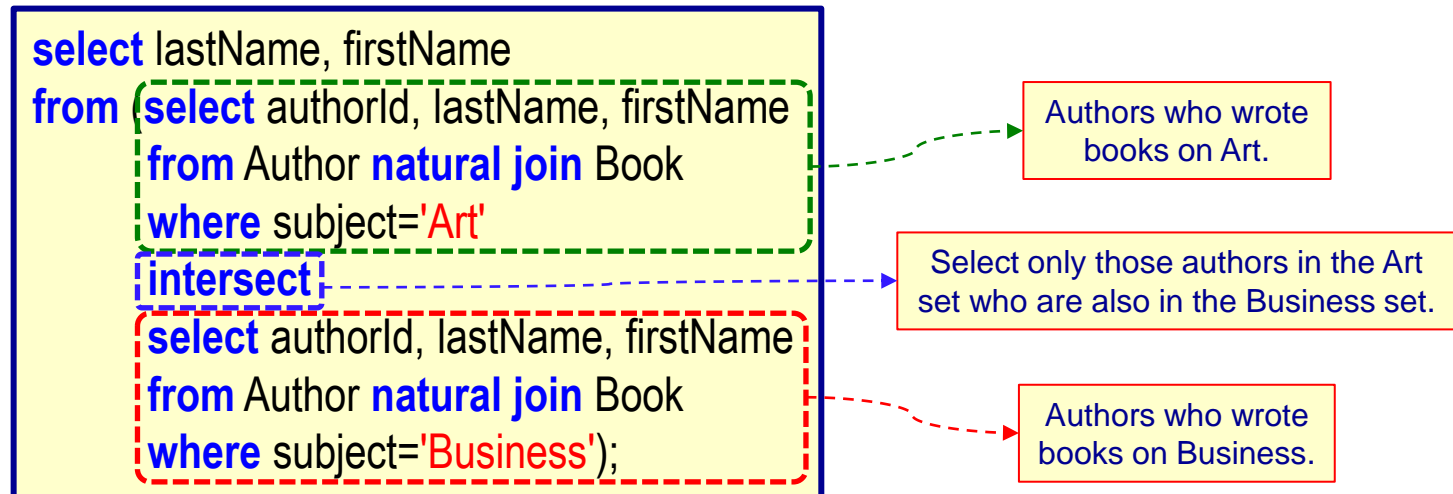 select lastName, firstName
from (select authorId, lastName, firstName
from Author natural join Book
where subject='Art'
intersect
select authorId, lastName, firstName
from Author natural join Book
where subject='Business');
Authors who wrote
books on Art.
Select only those authors in the Art
set who are also in the Business set.
Authors who wrote
books on Business.